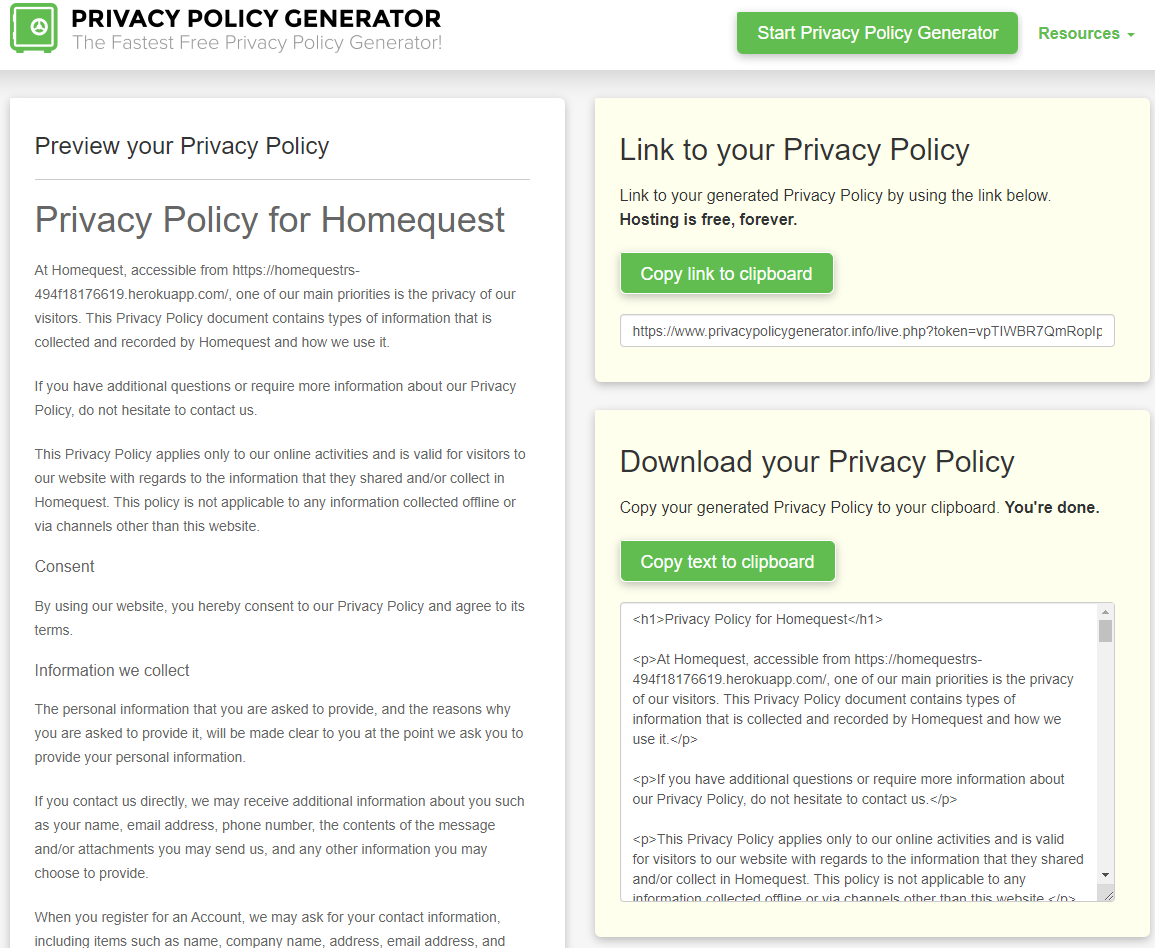 PRIVACY POLICY GENERATOR
The Fastest Free Privacy Policy Generator!
Start Privacy Policy Generator
Resources
Preview your Privacy Policy
Privacy Policy for Homequest
At Homequest, accessible from https://homequestrs-
494f18176619.herokuapp.com/, one of our main priorities is the privacy of our
visitors. This Privacy Policy document contains types of information that is
collected and recorded by Homequest and how we use it.
If you have additional questions or require more information about our Privacy
Policy, do not hesitate to contact us.
This Privacy Policy applies only to our online activities and is valid for visitors to
our website with regards to the information that they shared and/or collect in
Homequest. This policy is not applicable to any information collected offline or
via channels other than this website.
Consent
By using our website, you hereby consent to our Privacy Policy and agree to its
terms.
Information we collect
The personal information that you are asked to provide, and the reasons why
you are asked to provide it, will be made clear to you at the point we ask you to
provide your personal information.
If you contact us directly, we may receive additional information about you such
as your name, email address, phone number, the contents of the message
and/or attachments you may send us, and any other information you may
choose to provide.
When you register for an Account, we may ask for your contact information,
including items such as name, company name, address, email address, and
Link to your Privacy Policy
Link to your generated Privacy Policy by using the link below.
Hosting is free, forever.
Copy link to clipboard
https://www.privacypolicygenerator.info/live.php?token=vpTIWBR7QmRopIp
Download your Privacy Policy
Copy your generated Privacy Policy to your clipboard. You're done.
Copy text to clipboard
<h1>Privacy Policy for Homequest</h1>
<p>At Homequest, accessible from https://homequestrs-
494f18176619.herokuapp.com/, one of our main priorities is the privacy
of our visitors. This Privacy Policy document contains types of
information that is collected and recorded by Homequest and how we
use it.</p>
<p>If you have additional questions or require more information about
our Privacy Policy, do not hesitate to contact us.</p>
<p>This Privacy Policy applies only to our online activities and is valid
for visitors to our website with regards to the information that they shared
and/or collect in Homequest. This policy is not applicable to any
information collected offline or via channels other than this website.</p>